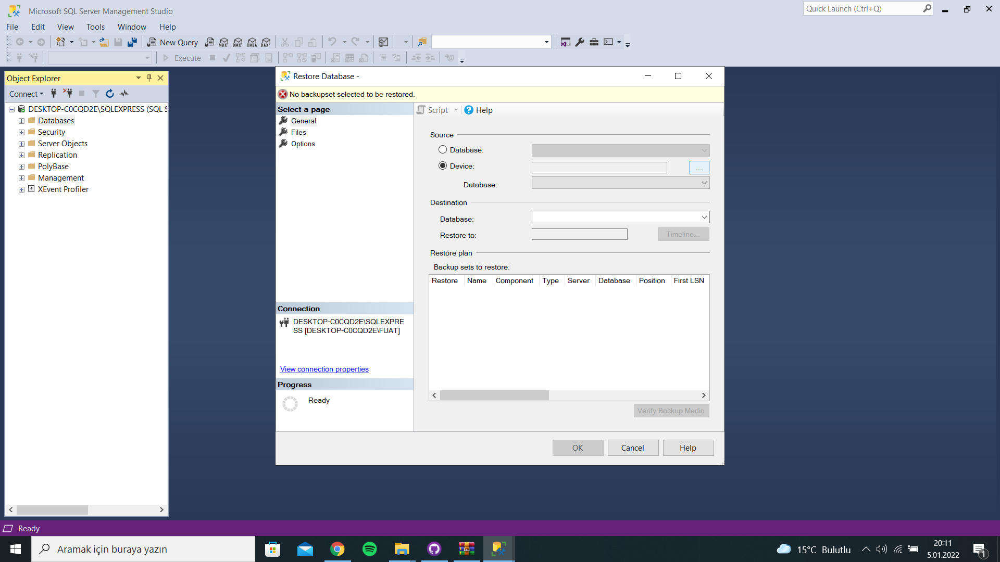 Microsoft SQL Server Management Studio
Quick Launch (Ctrl+Q)
File Edit View Tools Window Help
New Query MDX DMX XMLA DAX
Execute
Object Explorer
Connect
DESKTOP-C0CQD2E\SQLEXPRESS (SQL S
Databases
Security
Server Objects
Replication
PolyBase
Management
XEvent Profiler
Restore Database -
No backupset selected to be restored.
Select a page
General
Files
Options
Connection
DESKTOP-C0CQD2E\SQLEXPRE
SS [DESKTOP-C0CQD2E\FUAT]
View connection properties
Progress
Ready
Script Help
Source
Database:
Device:
...
Database:
Destination
Database:
Restore to:
Timeline...
Restore plan
Backup sets to restore:
Restore Name Component Type Server Database Position First LSN
Verify Backup Media
OK Cancel Help
Ready
Aramak için buraya yazın
15°C Bulutlu
20:11
5.01.2022
1